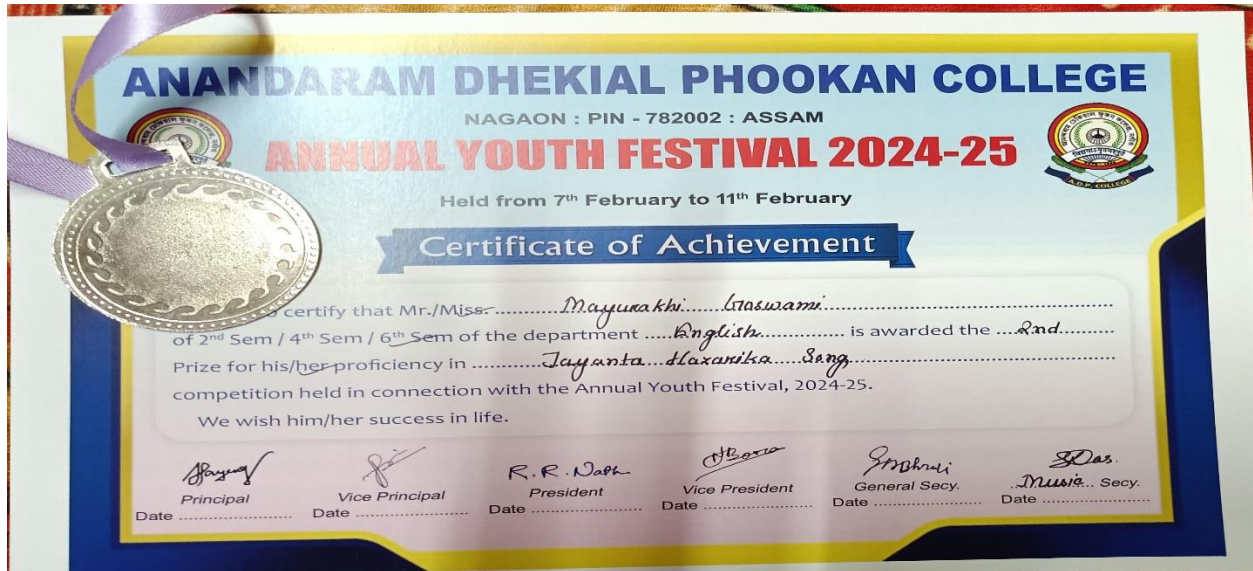 ANANDARAM DHEKIAL PHOOKAN COLLEGE
NAGAON : PIN - 782002 : ASSAM
ANNUAL YOUTH FESTIVAL 2024-25
A.D.P. COLLEGE
Held from 7th February to 11th February
Certificate of Achievement
certify that Mr./Miss. Mayurakhi Goswami
of 2nd Sem / 4th Sem / 6th Sem of the department English is awarded the 2nd
Prize for his/her proficiency in Jayanta Hazarika Song
competition held in connection with the Annual Youth Festival, 2024-25.
We wish him/her success in life.
R. R. Nath SDas.
Principal Vice Principal President Vice President General Secy. Music Secy.
Date Date Date Date Date Date